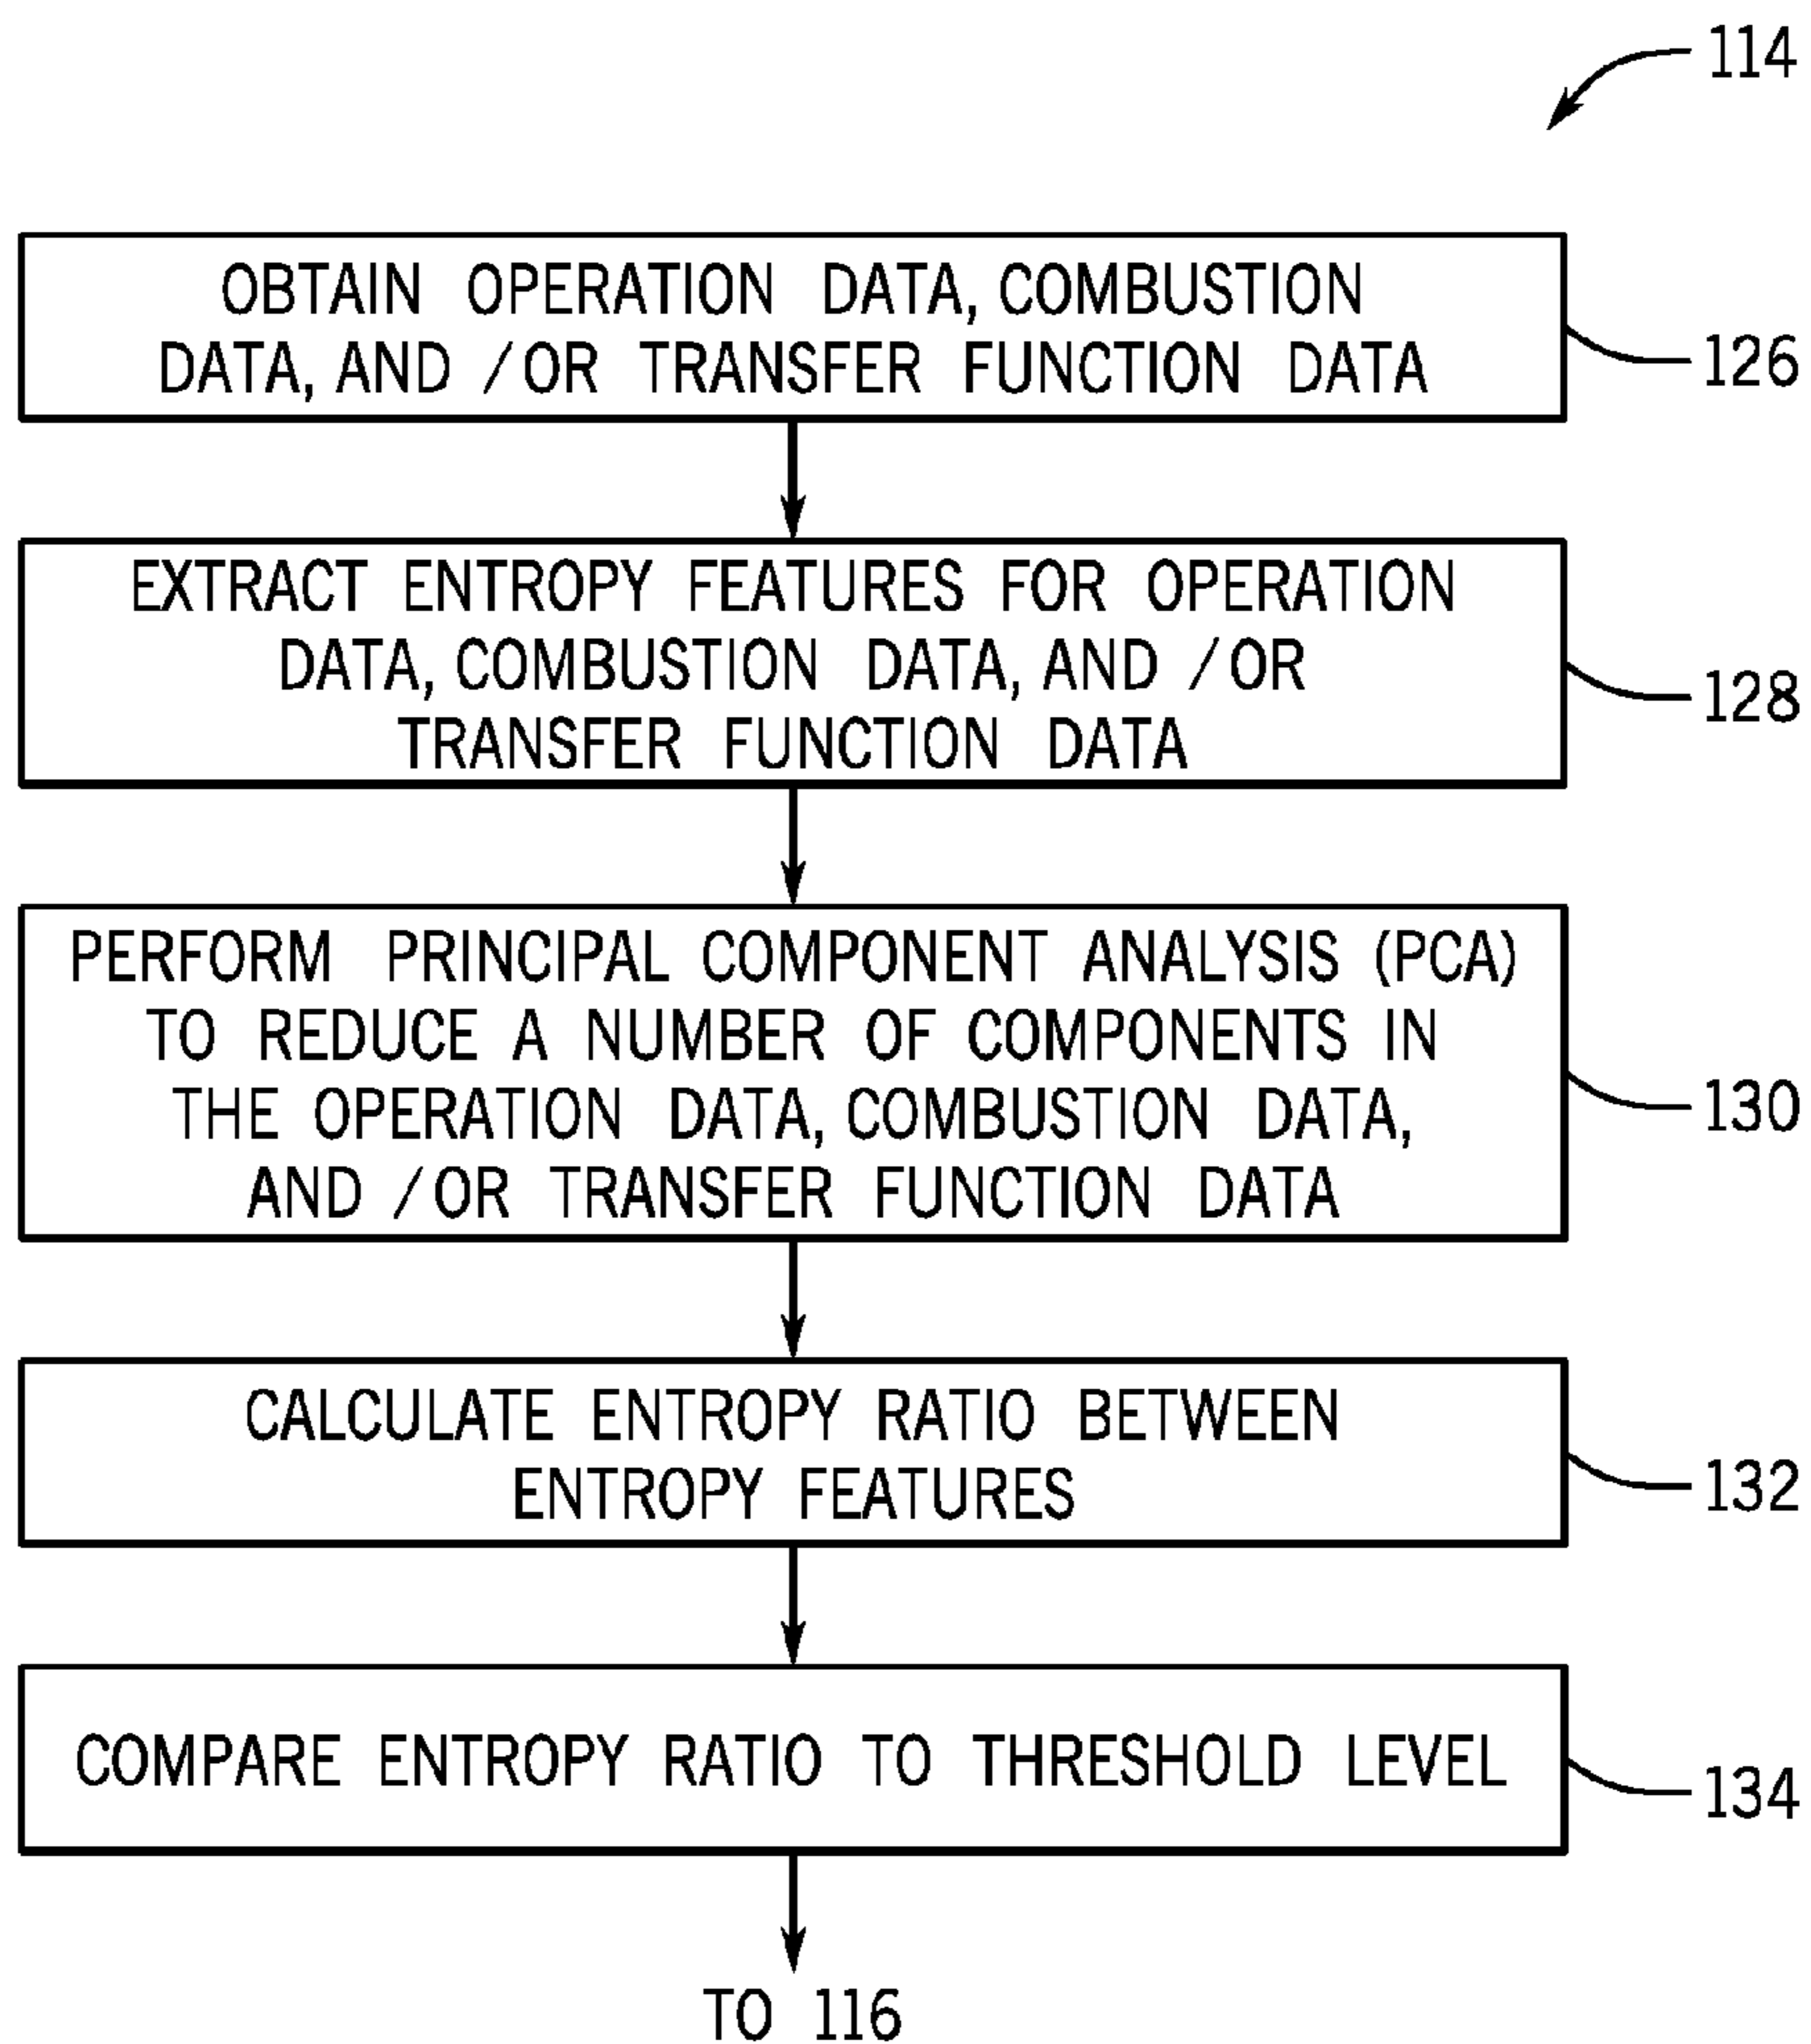 114
OBTAIN OPERATION DATA, COMBUSTION
DATA, AND /OR TRANSFER FUNCTION DATA
126
EXTRACT ENTROPY FEATURES FOR OPERATION
DATA, COMBUSTION DATA, AND /OR
TRANSFER FUNCTION DATA
128
PERFORM PRINCIPAL COMPONENT ANALYSIS (PCA)
TO REDUCE A NUMBER OF COMPONENTS IN
THE OPERATION DATA, COMBUSTION DATA,
AND /OR TRANSFER FUNCTION DATA
130
CALCULATE ENTROPY RATIO BETWEEN
ENTROPY FEATURES
132
COMPARE ENTROPY RATIO TO THRESHOLD LEVEL
134
TO 116